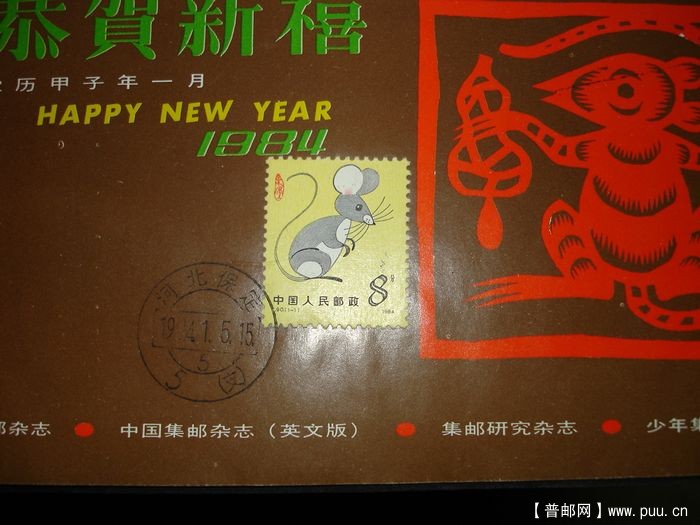 恭賀新禧
农历甲子年一月
HAPPY NEW YEAR
1984
中国人民邮政
8分
1984
河北保定
1984.1.5.15
5
邮杂志 ● 中国集邮杂志（英文版） ● 集邮研究杂志 ● 少年集
【普邮网】www.puu.cn